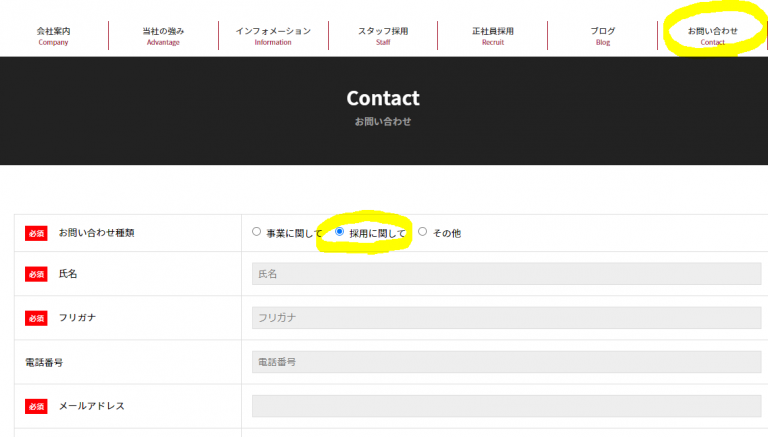 会社案内 当社の強み インフォメーション スタッフ採用 正社員採用 ブログ お問い合わせ
Company Advantage Information Staff Recruit Blog Contact
Contact
お問い合わせ
必須 お問い合わせ種類 事業に関して 採用に関して その他
必須 氏名 氏名
必須 フリガナ フリガナ
電話番号 電話番号
必須 メールアドレス